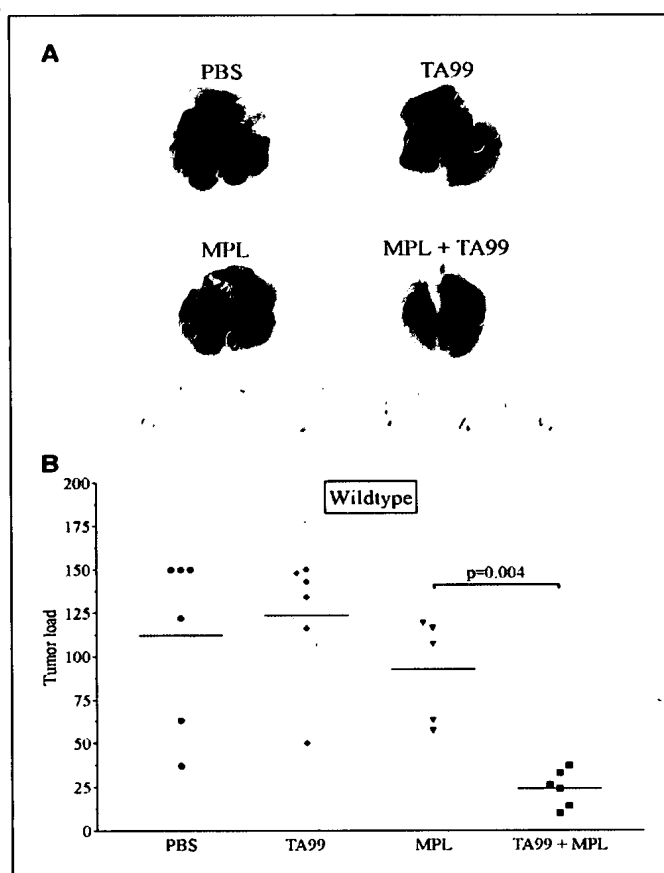 A
PBS TA99
MPL MPL + TA99
B
Wildtype
Tumor load
200
175
150
125
100
75
50
25
0
p=0.004
PBS TA99 MPL TA99 + MPL